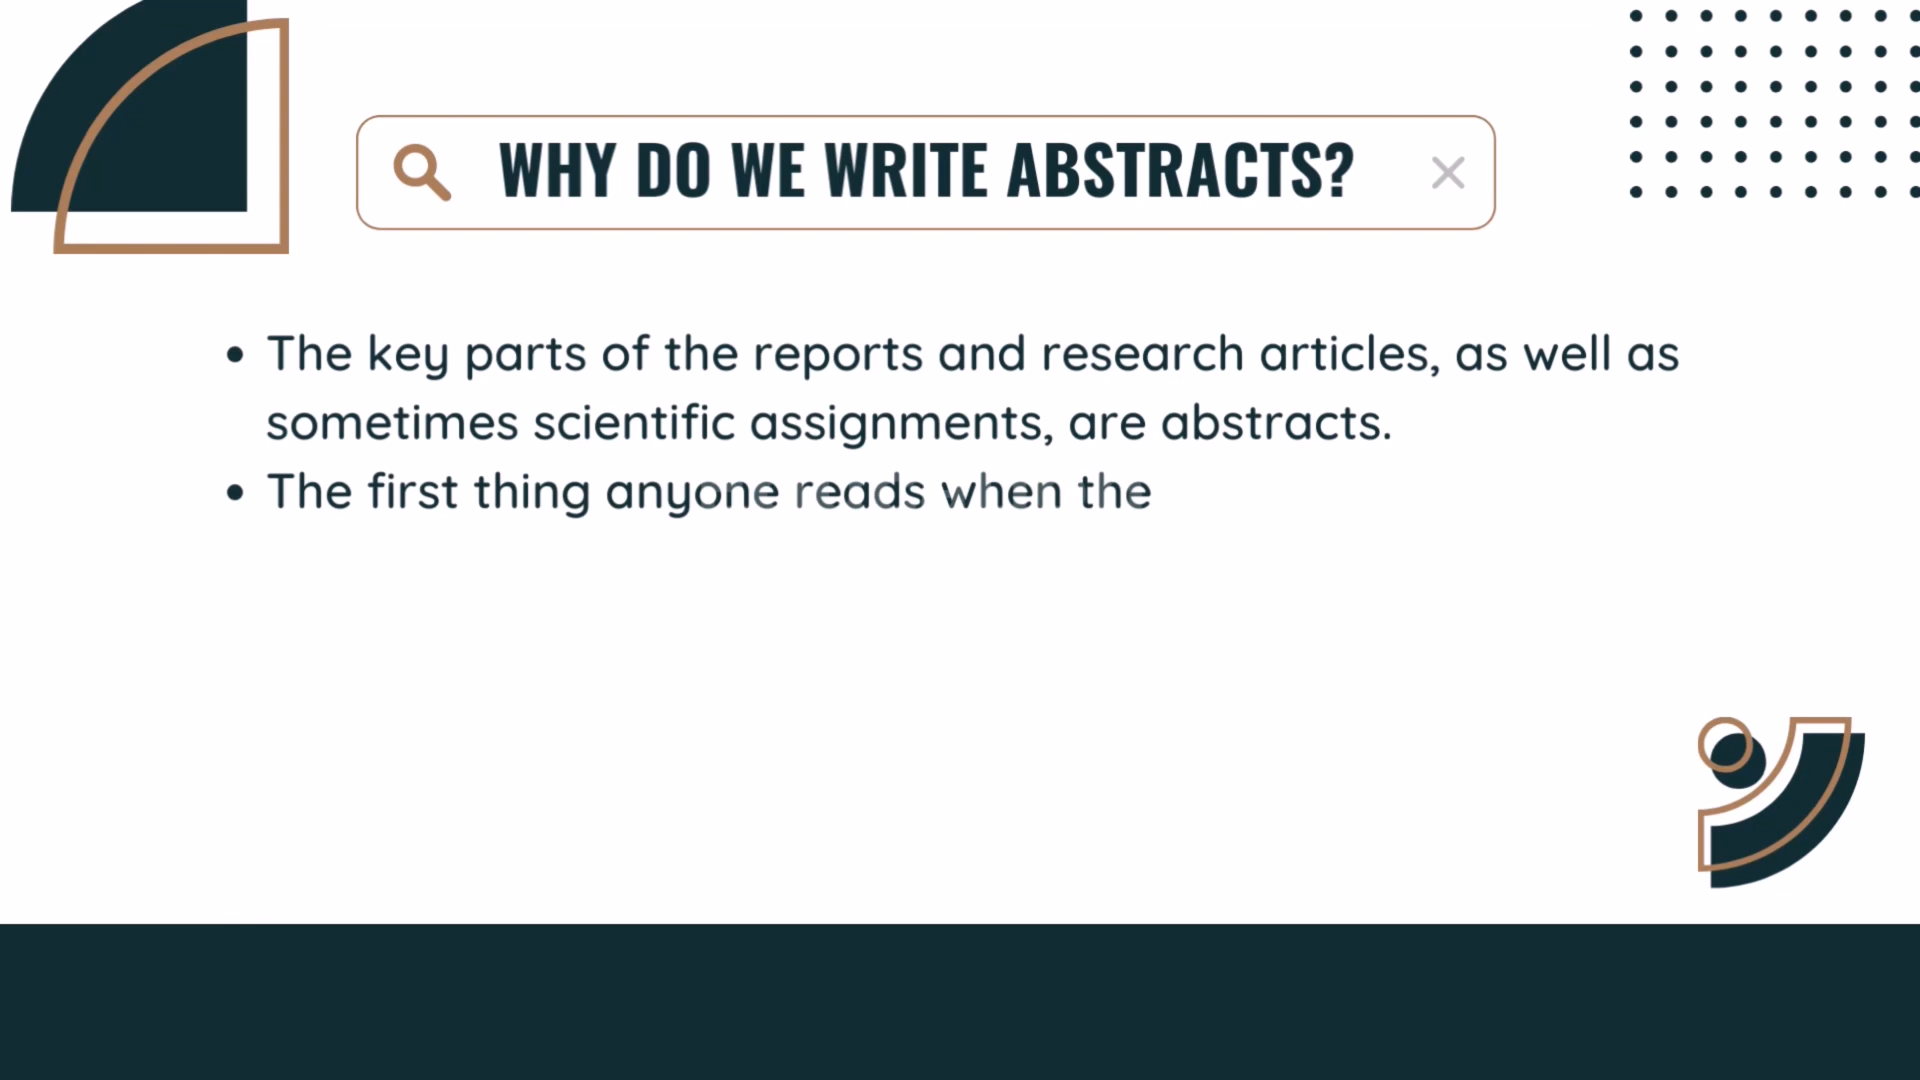 WHY DO WE WRITE ABSTRACTS?
• The key parts of the reports and research articles, as well as
sometimes scientific assignments, are abstracts.
• The first thing anyone reads when the